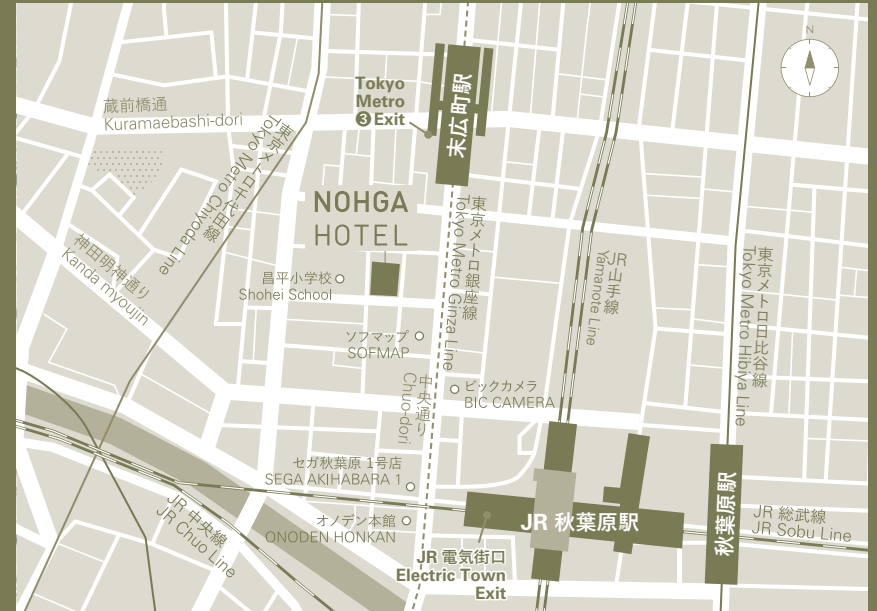 N
Tokyo
Metro
3 Exit
末広町駅
蔵前橋通
Kuramaebashi-dori
東京メトロ千代田線
Tokyo Metro Chiyoda Line
NOHGA
HOTEL
東京メトロ銀座線
Tokyo Metro Ginza Line
神田明神通り
Kanda myoujin
昌平小学校
Shohei School
JR 山手線
Yamanote Line
東京メトロ日比谷線
Tokyo Metro Hibiya Line
ソフマップ
SOFMAP
中央通り
Chuo-dori
ビックカメラ
BIC CAMERA
セガ秋葉原 1号店
SEGA AKIHABARA 1
オノデン本館
ONODEN HONKAN
JR 中央線
JR Chuo Line
JR 秋葉原駅
秋葉原駅
JR 総武線
JR Sobu Line
JR 電気街口
Electric Town
Exit